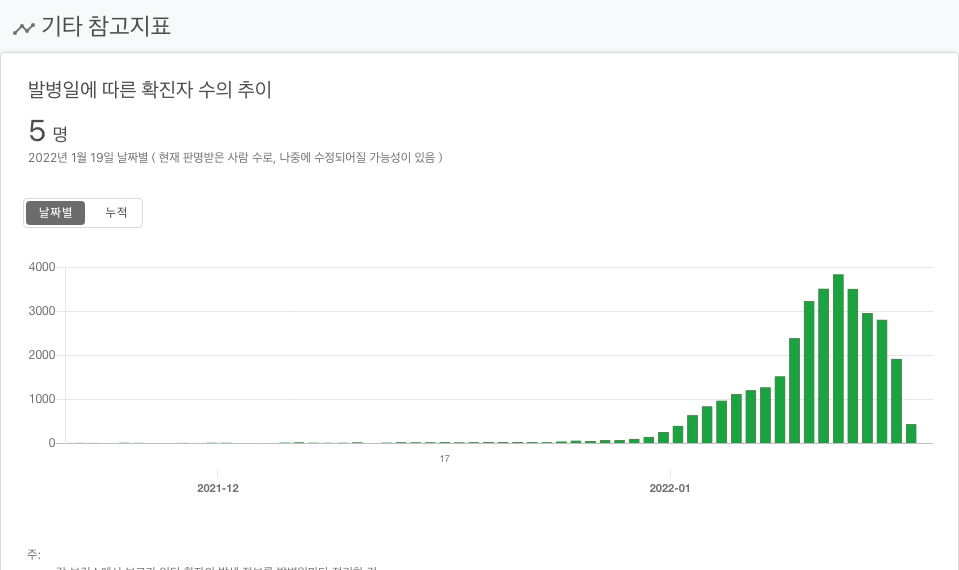 기타 참고지표
발병일에 따른 확진자 수의 추이
5 명
2022년 1월 19일 날짜별 ( 현재 판명받은 사람 수로, 나중에 수정되어질 가능성이 있음 )
날짜별 누적
4000
3000
2000
1000
0
17
2021-12 2022-01
주: